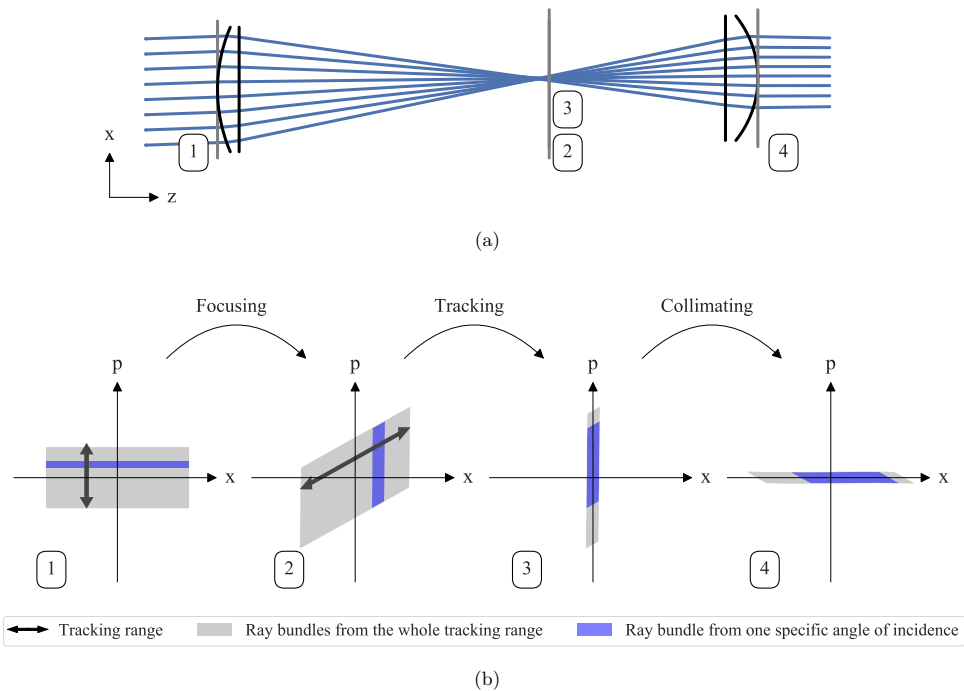 x
z
1
3
2
4
(a)
Focusing
Tracking
Collimating
p
p
p
p
x
x
x
x
1
2
3
4
Tracking range
Ray bundles from the whole tracking range
Ray bundle from one specific angle of incidence
(b)